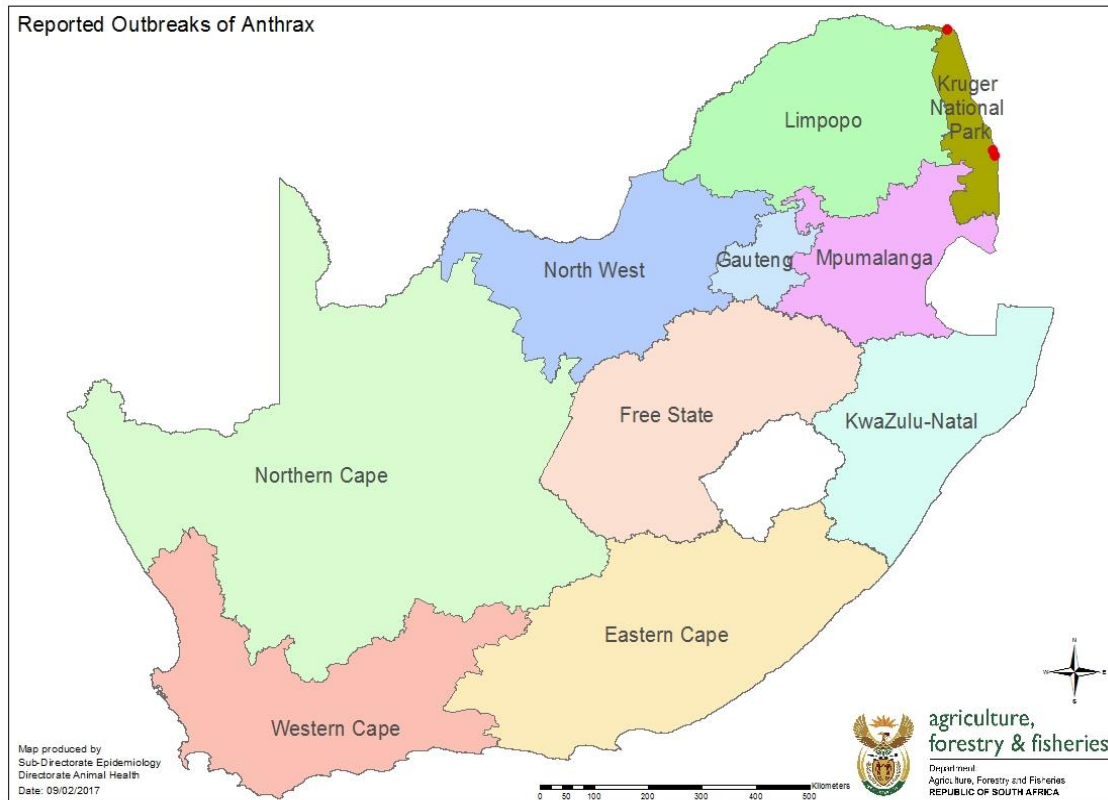 Reported Outbreaks of Anthrax
Kruger
National
Park
Limpopo
North West
Gauteng
Mpumalanga
Free State
KwaZulu-Natal
Northern Cape
Eastern Cape
Western Cape
N
W
E
S
Map produced by
Sub-Directorate Epidemiology
Directorate Animal Health
Date: 09/02/2017
Kilometers
0 50 100 200 300 400 500
agriculture,
forestry & fisheries
Department:
Agriculture, Forestry and Fisheries
REPUBLIC OF SOUTH AFRICA